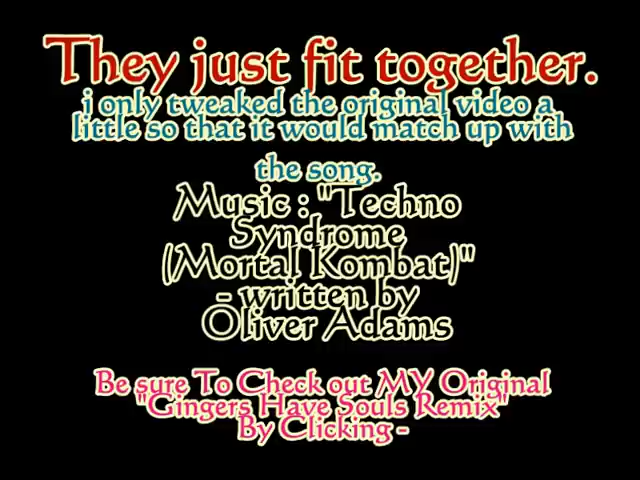 They just fit together.
i only tweaked the original video a
little so that it would match up with
the song.
Music : "Techno
Syndrome
(Mortal Kombat)"
- written by
Oliver Adams
Be sure To Check out MY Original
"Gingers Have Souls Remix"
By Clicking -